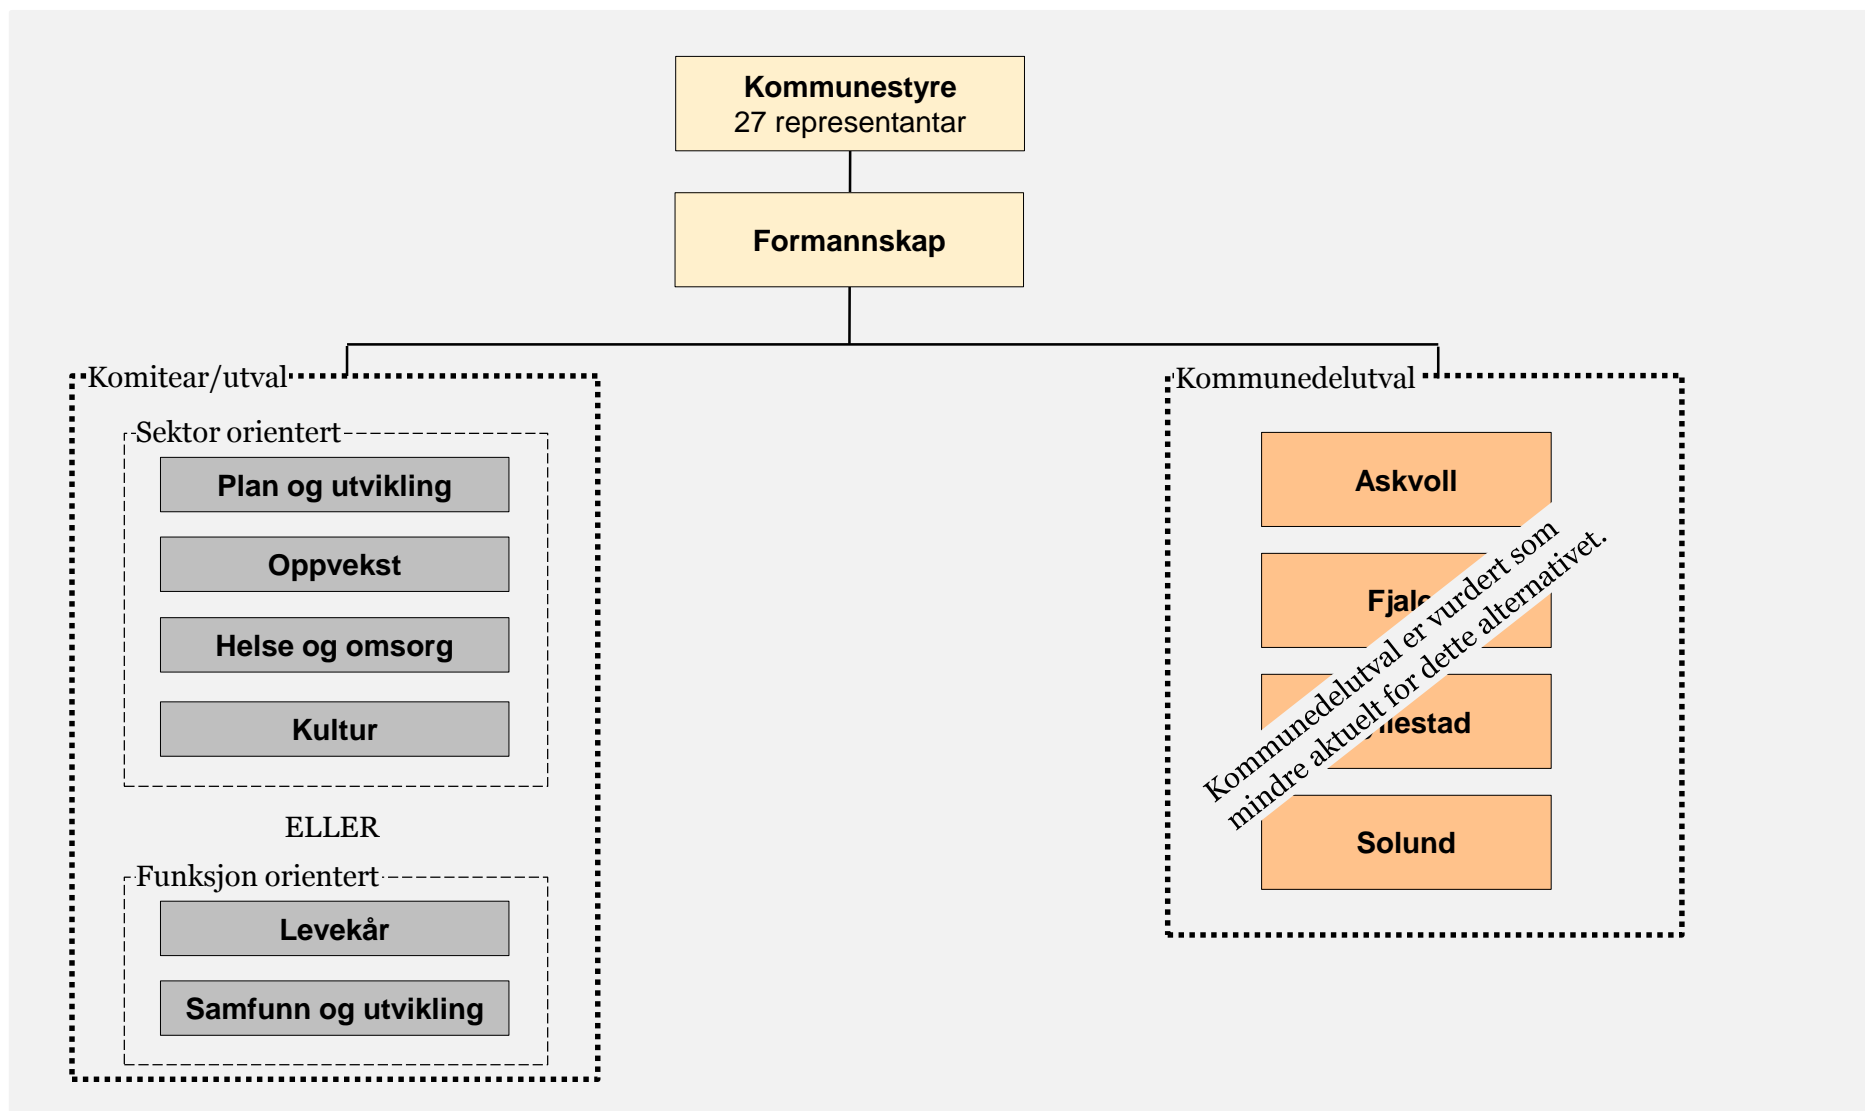 Kommunestyre
27 representantar
Formannskap
Komitear/utval
Sektor orientert
Plan og utvikling
Oppvekst
Helse og omsorg
Kultur
ELLER
Funksjon orientert
Levekår
Samfunn og utvikling
Kommunedelutval
Askvoll
Solund
Kommunedelutval er vurdert som
mindre aktuelt for dette alternativet.